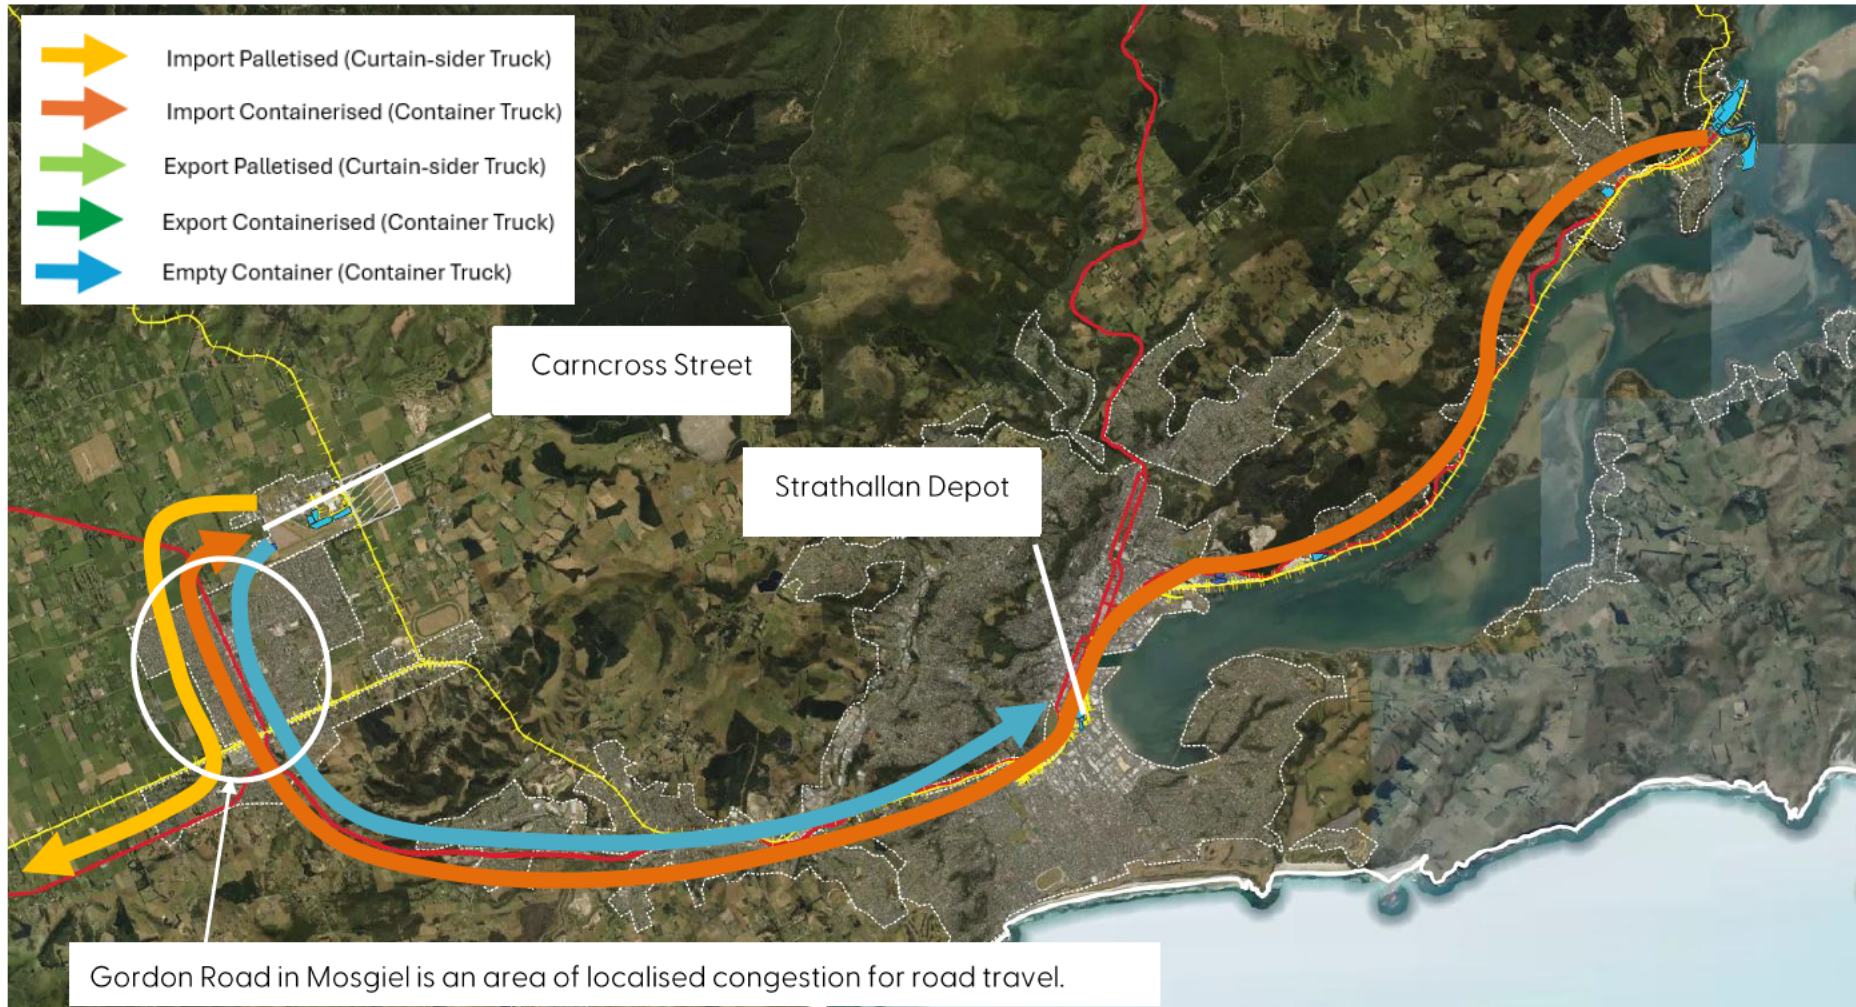 Import Palletised (Curtain-sider Truck)
Import Containerised (Container Truck)
Export Palletised (Curtain-sider Truck)
Export Containerised (Container Truck)
Empty Container (Container Truck)
Carncross Street
Strathallan Depot
Gordon Road in Mosgiel is an area of localised congestion for road travel.